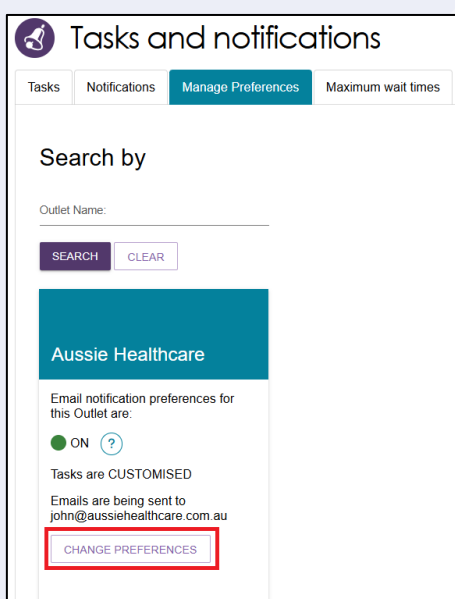 Tasks and notifications
Tasks Notifications Manage Preferences Maximum wait times
Search by
Outlet Name:
SEARCH CLEAR
Aussie Healthcare
Email notification preferences for
this Outlet are:
ON ?
Tasks are CUSTOMISED
Emails are being sent to
john@aussiehealthcare.com.au
CHANGE PREFERENCES